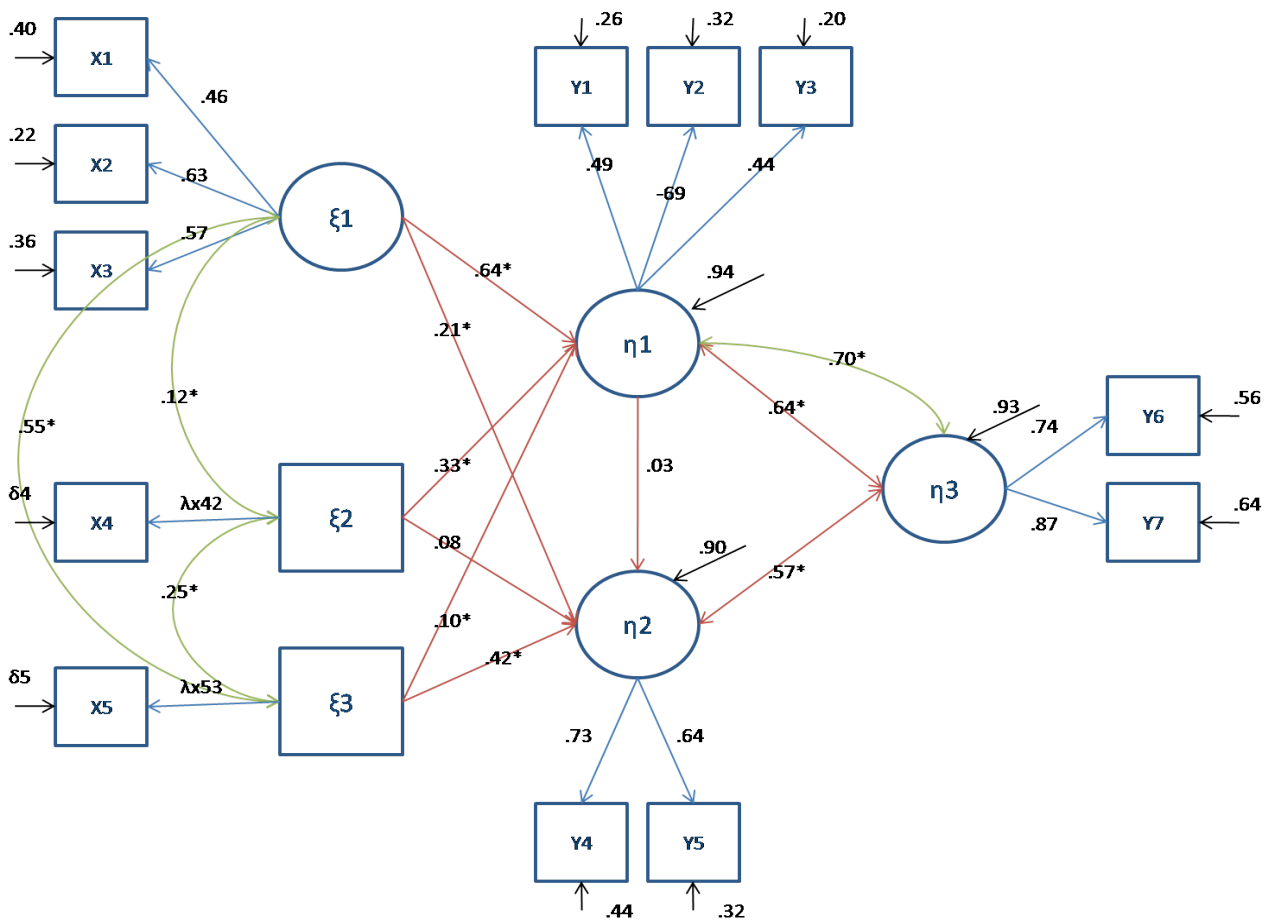 .40
X1
.46
.22
X2
.63
.36
X3
.57
ξ1
.26
.32
.20
Y1
Y2
Y3
.49
-69
.44
.64*
.21*
.94
η1
.70*
.12*
.55*
.64*
.93
.74
Y6
.56
η3
.33*
.03
δ4
X4
λx42
ξ2
.08
.87
Y7
.64
.90
.57*
.25*
.10*
η2
.42*
δ5
X5
λx53
ξ3
.73
.64
Y4
Y5
.44
.32